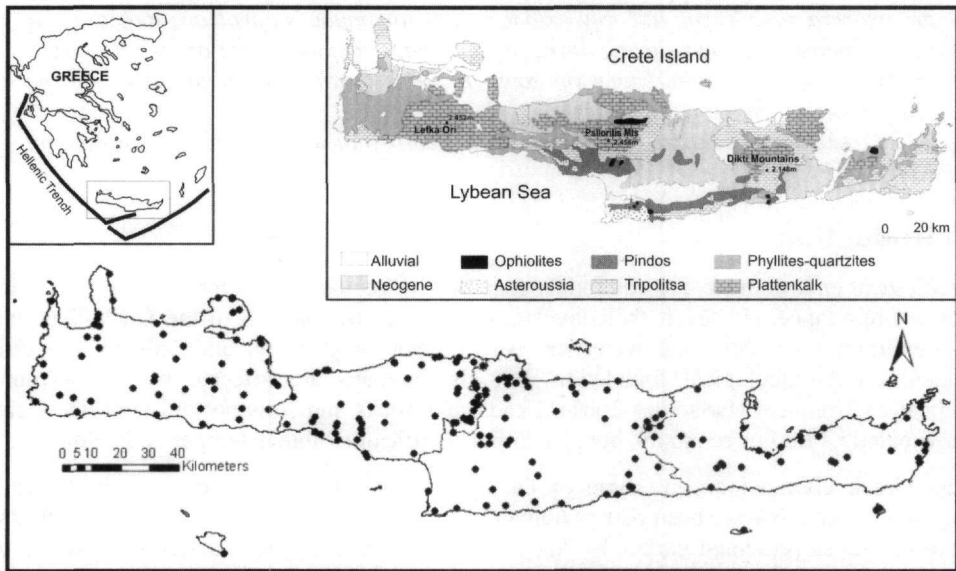 GREECE
Hellenic Trench
Crete Island
Lefka Ori
2.453m
Psiloritis Mts
2.456m
Dikti Mountains
2.148m
Lybean Sea
0 20 km
Alluvial Ophiolites Pindos Phyllites-quartzites
Neogene Asteroussia Tripolitsa Plattenkalk
N
0 5 10 20 30 40
Kilometers